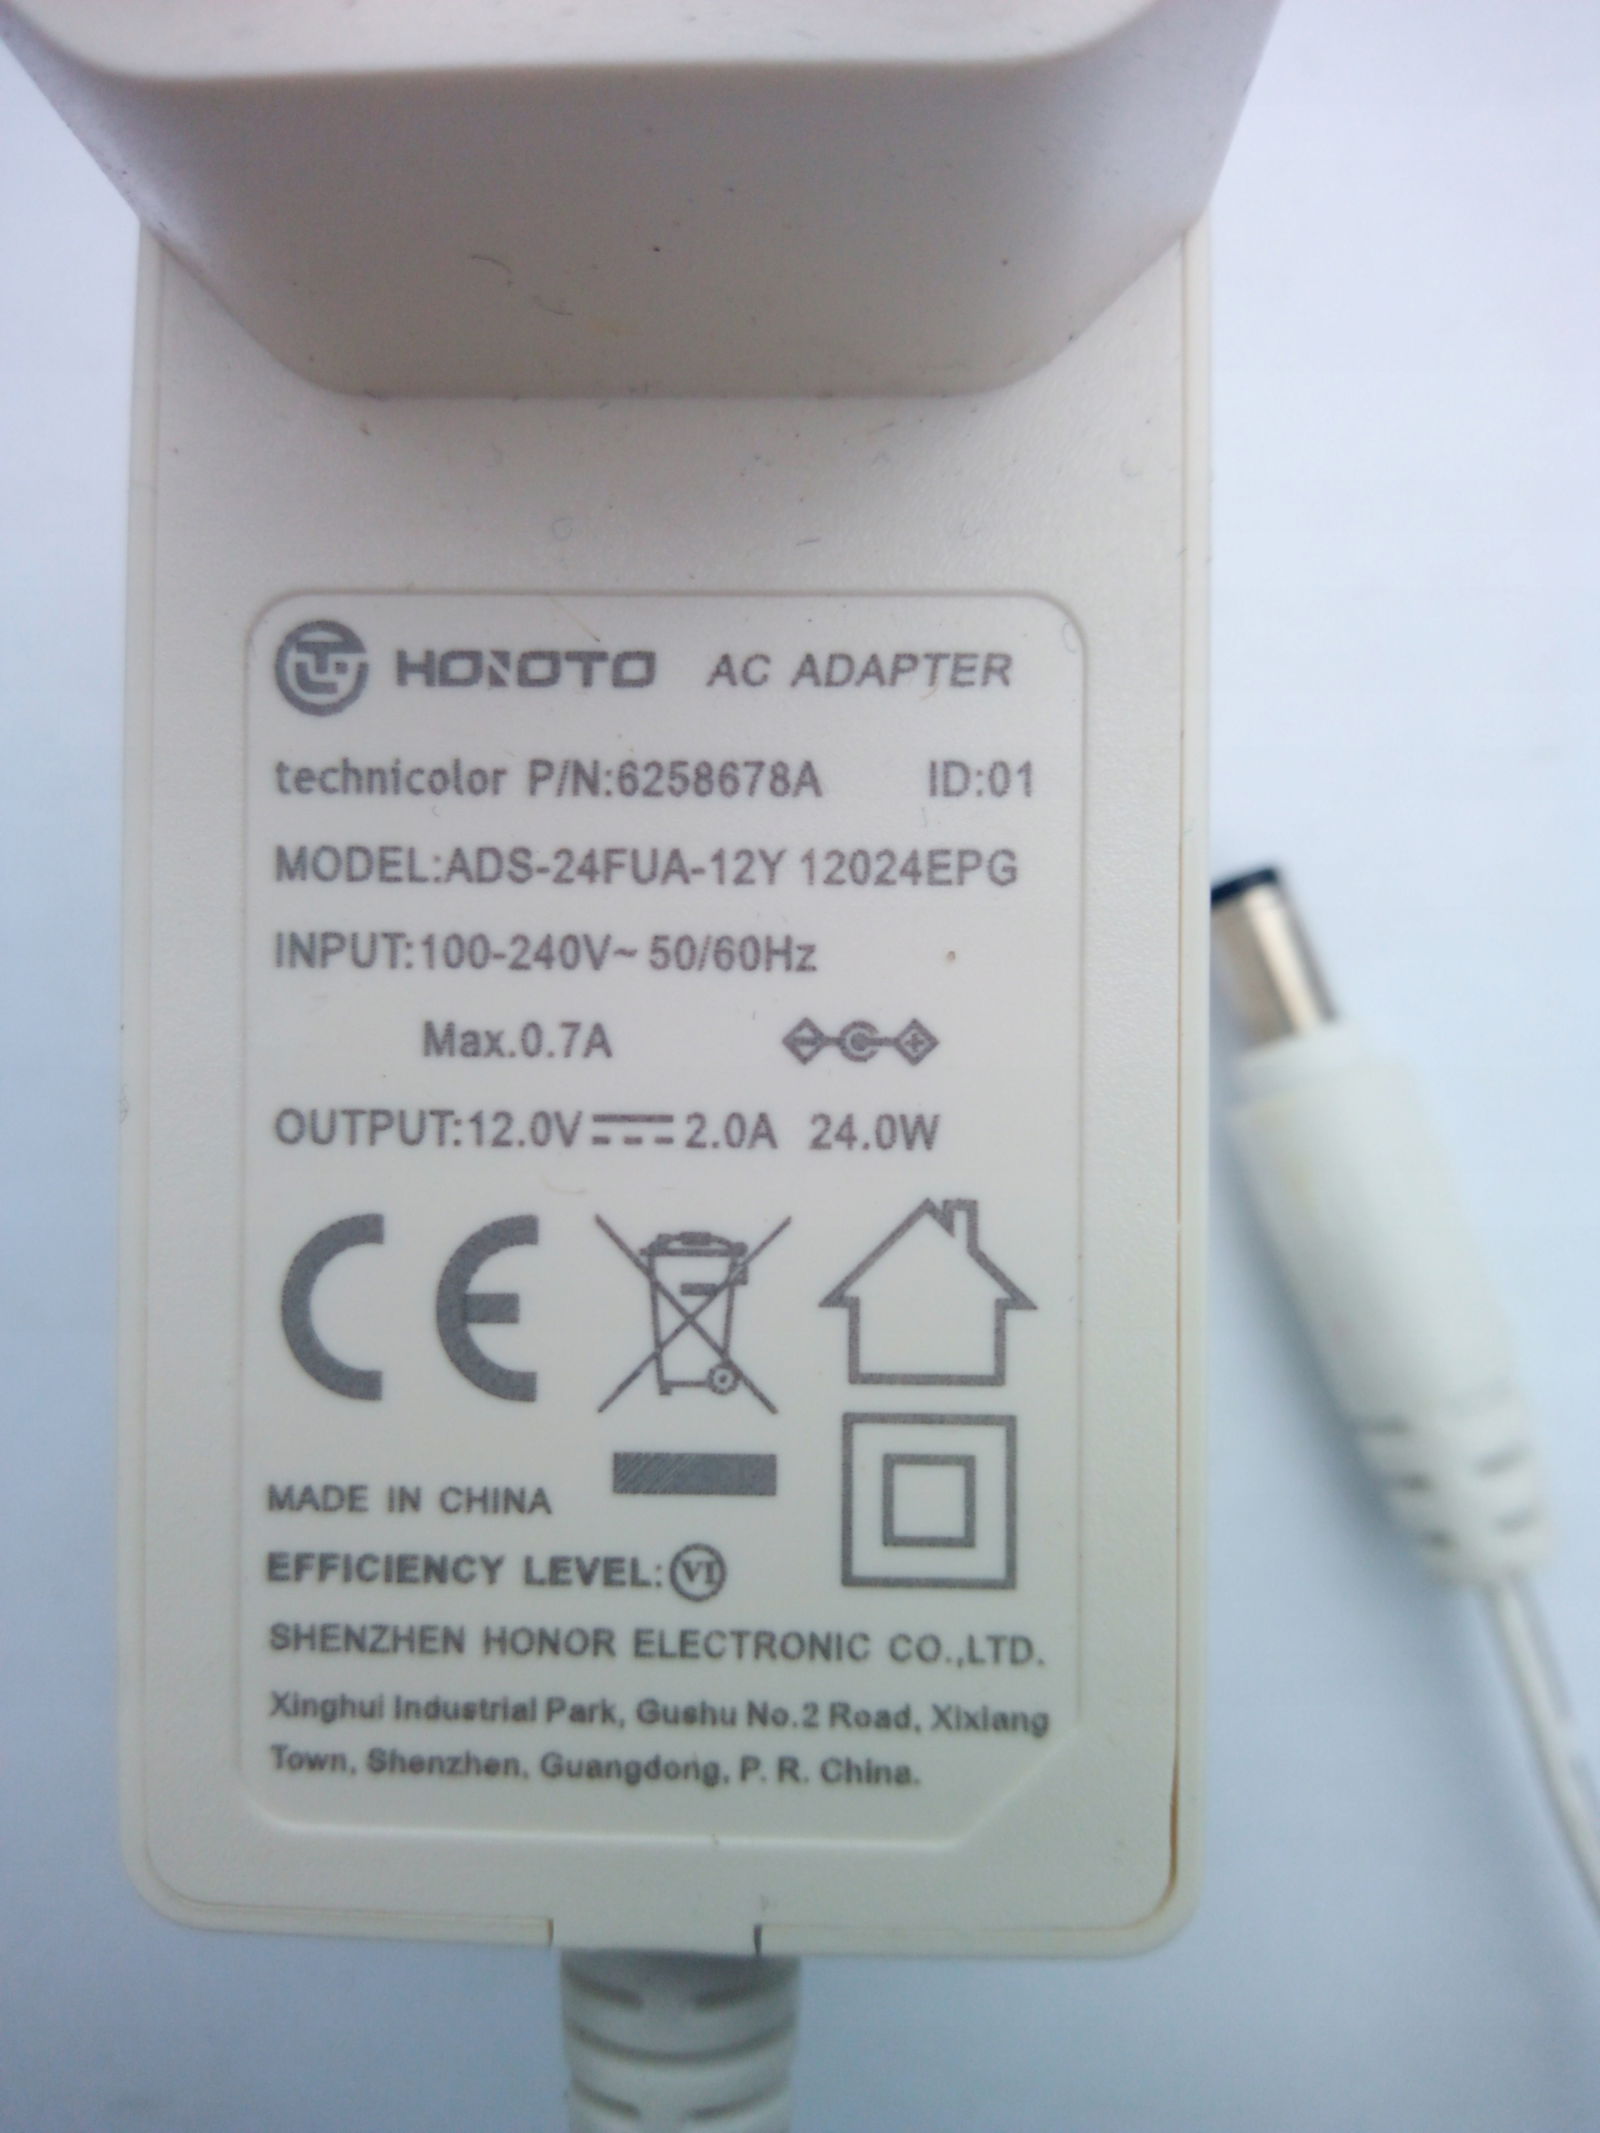 HONOTO AC ADAPTER
technicolor P/N:6258678A ID:01
MODEL:ADS-24FUA-12Y 12024EPG
INPUT:100-240V~ 50/60Hz
Max.0.7A
OUTPUT:12.0V⎓2.0A 24.0W
CE
MADE IN CHINA
EFFICIENCY LEVEL:VI
SHENZHEN HONOR ELECTRONIC CO.,LTD.
Xinghui Industrial Park, Gushu No.2 Road, Xixiang
Town, Shenzhen, Guangdong, P. R. China.